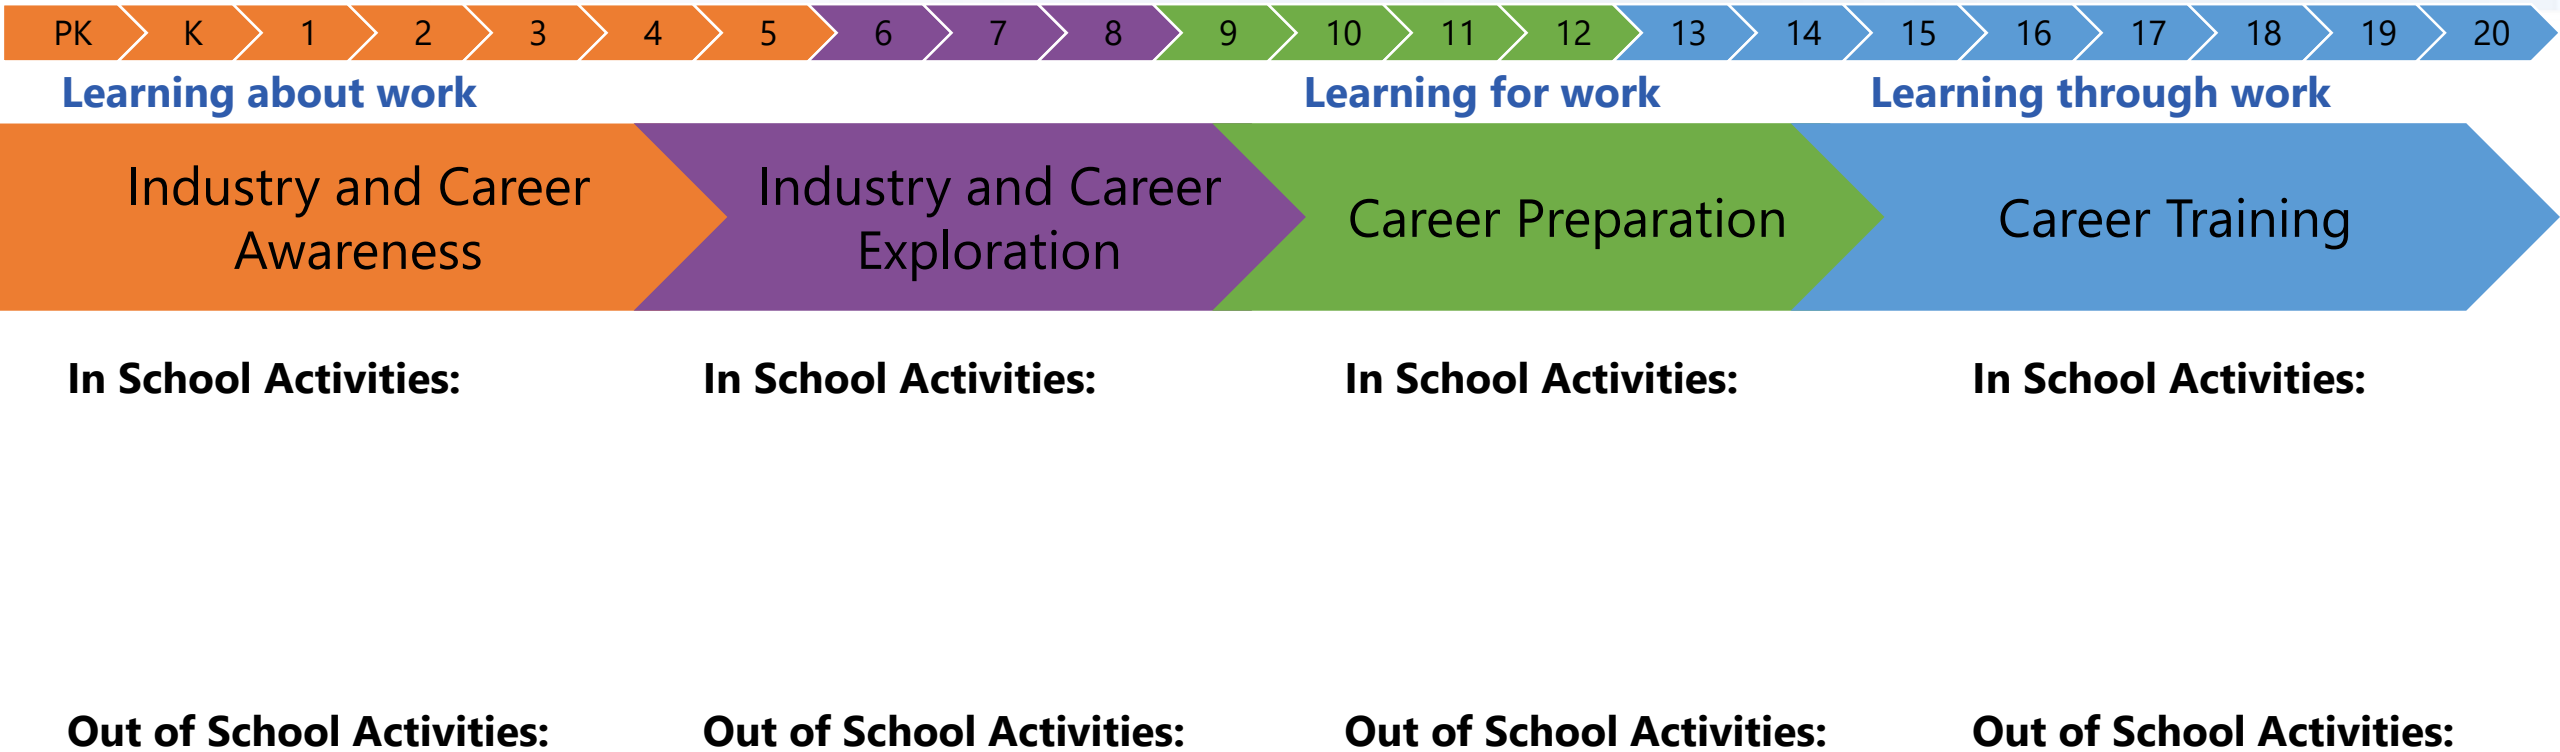 PK K 1 2 3 4 5 6 7 8 9 10 11 12 13 14 15 16 17 18 19 20
Learning about work Learning for work Learning through work
Industry and Career
Awareness
Industry and Career
Exploration
Career Preparation
Career Training
In School Activities: In School Activities: In School Activities: In School Activities:
Out of School Activities: Out of School Activities: Out of School Activities: Out of School Activities: